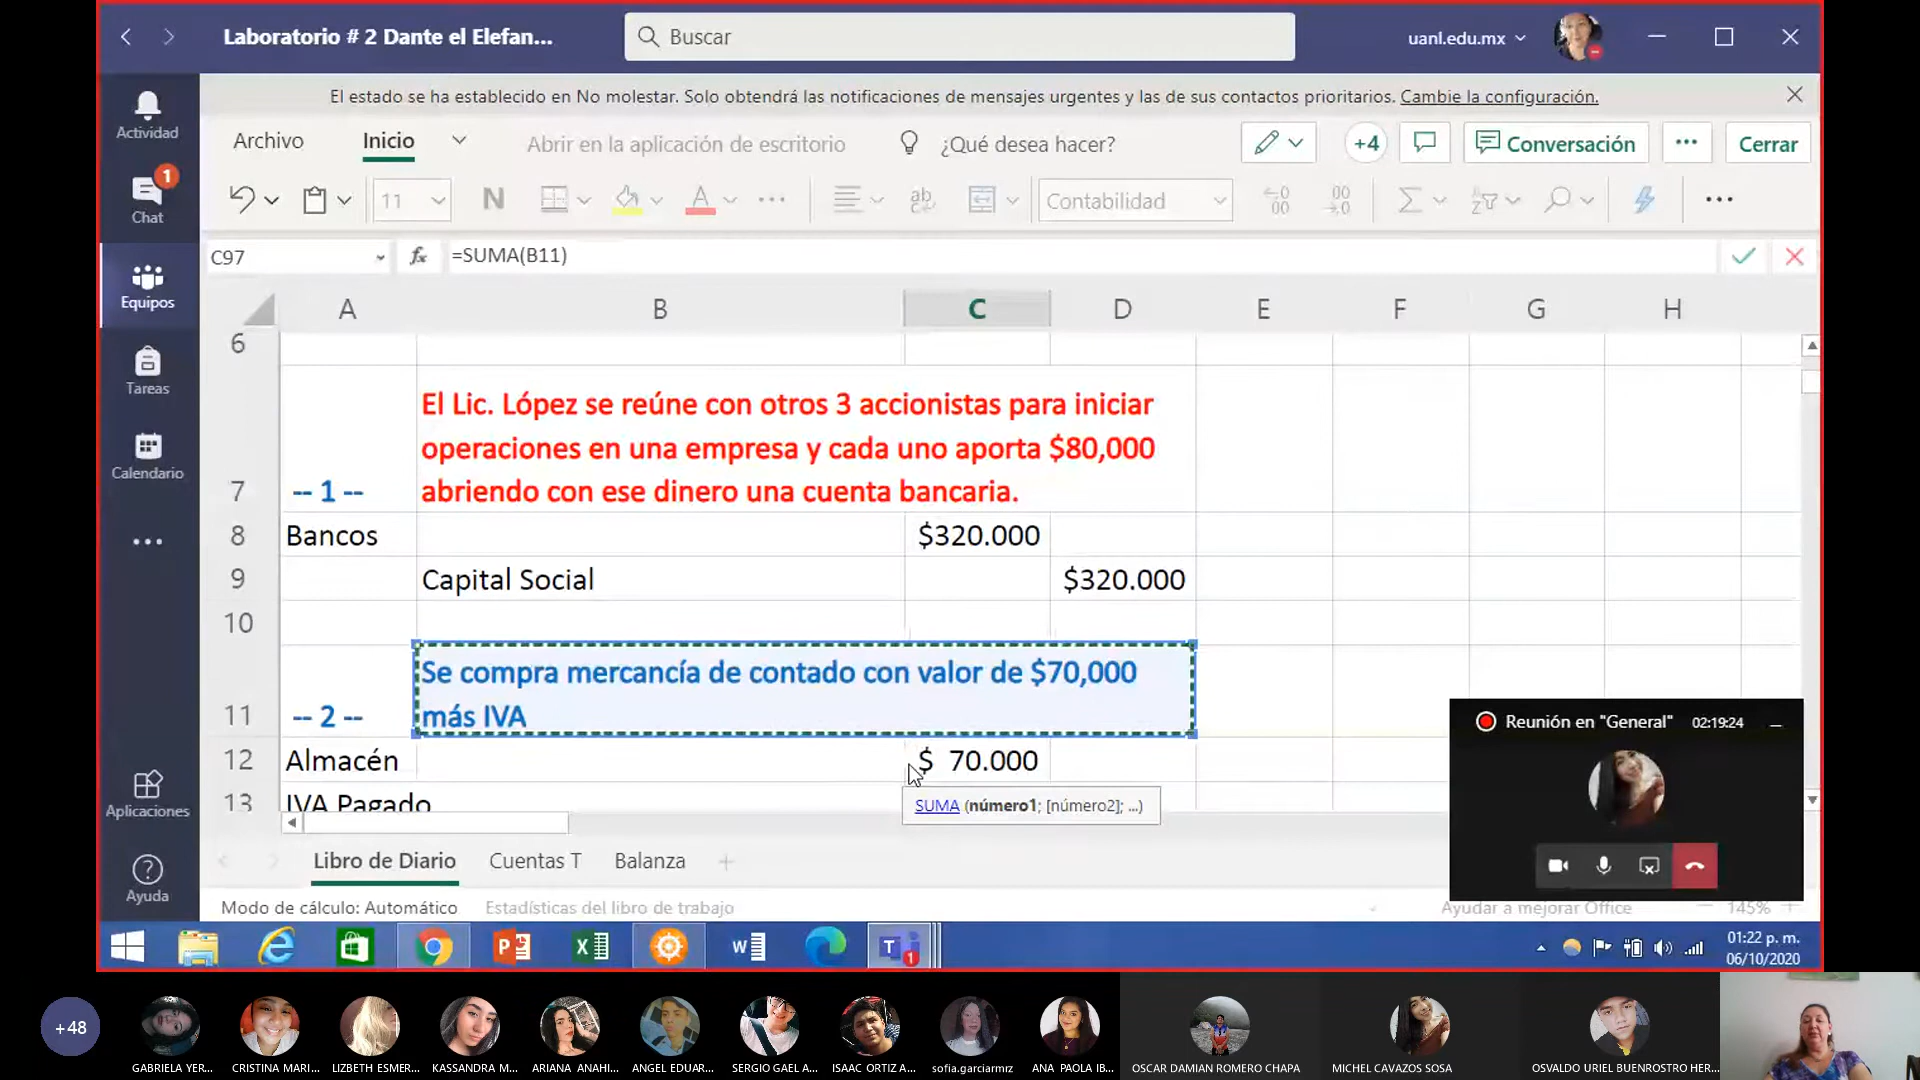 Laboratorio # 2 Dante el Elefan...
Buscar
uanl.edu.mx
El estado se ha establecido en No molestar. Solo obtendrá las notificaciones de mensajes urgentes y las de sus contactos prioritarios. Cambie la configuración.
Actividad
Chat
1
Equipos
Tareas
Calendario
Aplicaciones
Ayuda
Archivo
Inicio
Abrir en la aplicación de escritorio
¿Qué desea hacer?
+4
Conversación
Cerrar
11
N
Contabilidad
C97
fx
=SUMA(B11)
A B C D E F G H
6
7 -- 1 -- El Lic. López se reúne con otros 3 accionistas para iniciar
operaciones en una empresa y cada uno aporta $80,000
abriendo con ese dinero una cuenta bancaria.
8 Bancos $320.000
9 Capital Social $320.000
10
11 -- 2 -- Se compra mercancía de contado con valor de $70,000
más IVA
12 Almacén $ 70.000
13 IVA Pagado
SUMA (número1; [número2]; ...)
Libro de Diario
Cuentas T
Balanza
Modo de cálculo: Automático
Estadísticas del libro de trabajo
Ayudar a mejorar Office
145%
Reunión en "General"
02:19:24
01:22 p. m.
06/10/2020
+48
GABRIELA YER...
CRISTINA MARI...
LIZBETH ESMER...
KASSANDRA M...
ARIANA ANAHI...
ANGEL EDUAR...
SERGIO GAEL A...
ISAAC ORTIZ A...
sofia.garciarmrz
ANA PAOLA IB...
OSCAR DAMIAN ROMERO CHAPA
MICHEL CAVAZOS SOSA
OSVALDO URIEL BUENROSTRO HER...